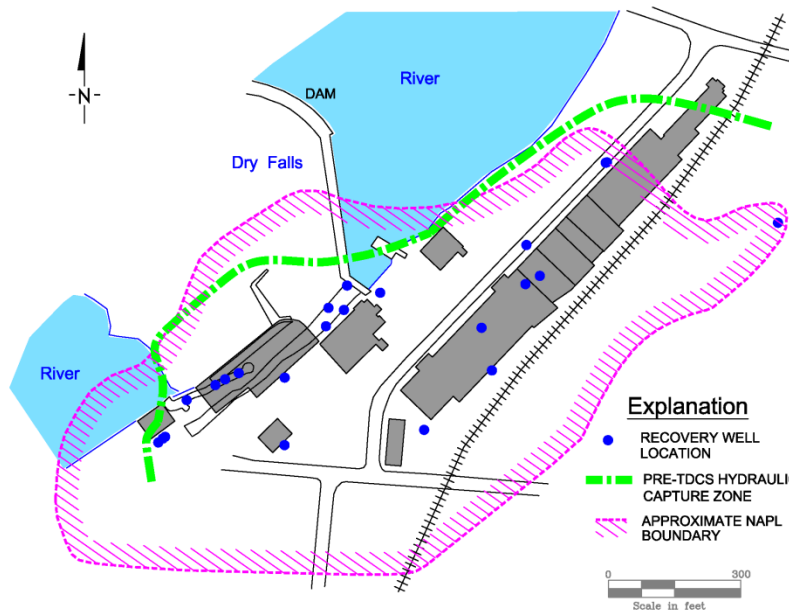 River
DAM
N
Dry Falls
River
Explanation
RECOVERY WELL
LOCATION
PRE-TDCS HYDRAULI
CAPTURE ZONE
APPROXIMATE NAPL
BOUNDARY
0 300
Scale in feet